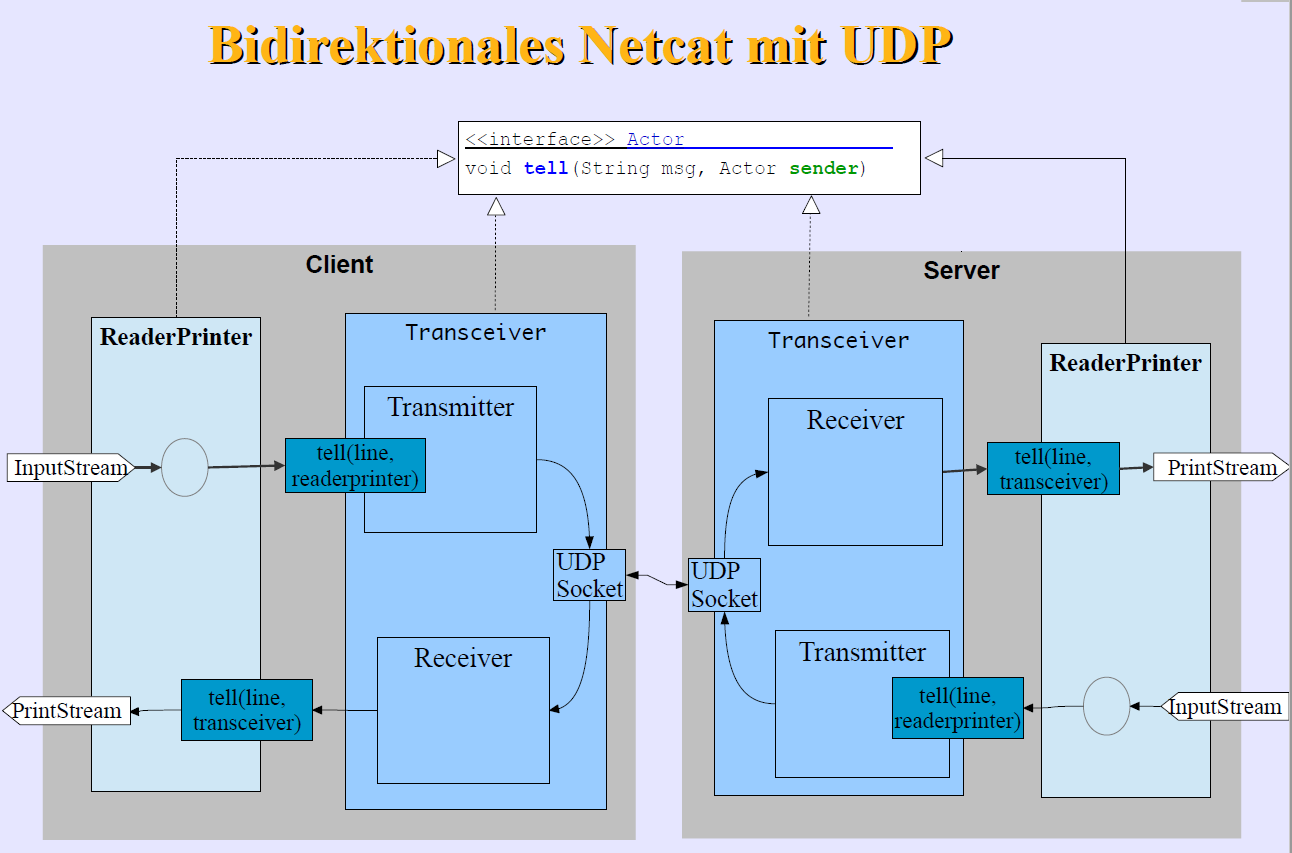 Bidirektionales Netcat mit UDP
<<interface>> Actor
void tell(String msg, Actor sender)
Client
ReaderPrinter
Transceiver
Transmitter
InputStream
tell(line,
readerprinter)
UDP
Socket
Receiver
PrintStream
tell(line,
transceiver)
Server
Transceiver
ReaderPrinter
Receiver
tell(line,
transceiver)
PrintStream
UDP
Socket
Transmitter
tell(line,
readerprinter)
InputStream